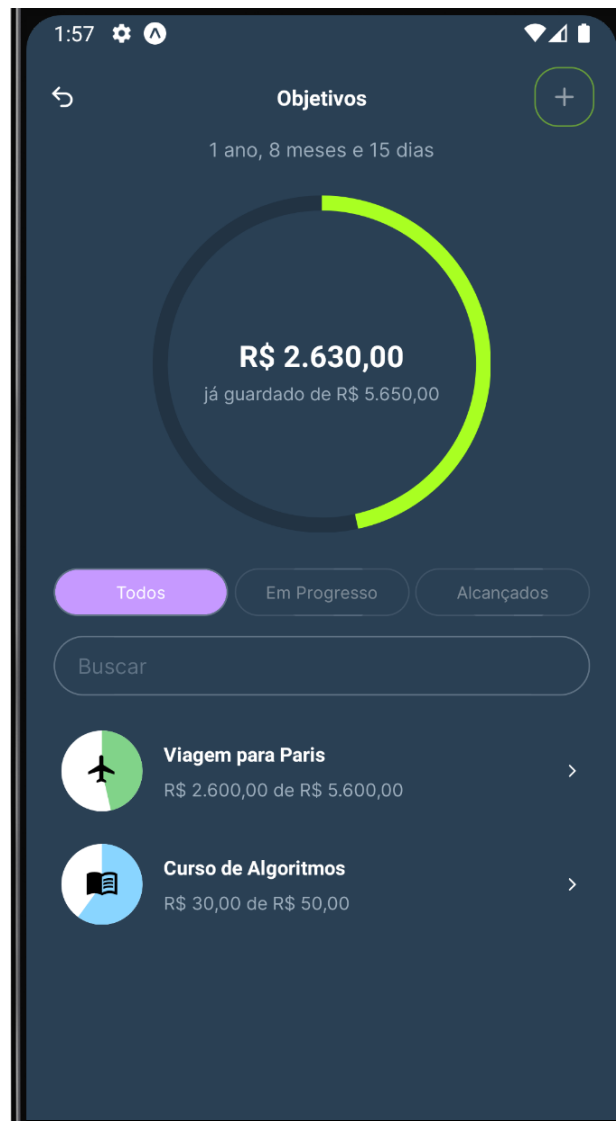 1:57
Objetivos
1 ano, 8 meses e 15 dias
R$ 2.630,00
já guardado de R$ 5.650,00
Todos
Em Progresso
Alcançados
Buscar
Viagem para Paris
R$ 2.600,00 de R$ 5.600,00
Curso de Algoritmos
R$ 30,00 de R$ 50,00